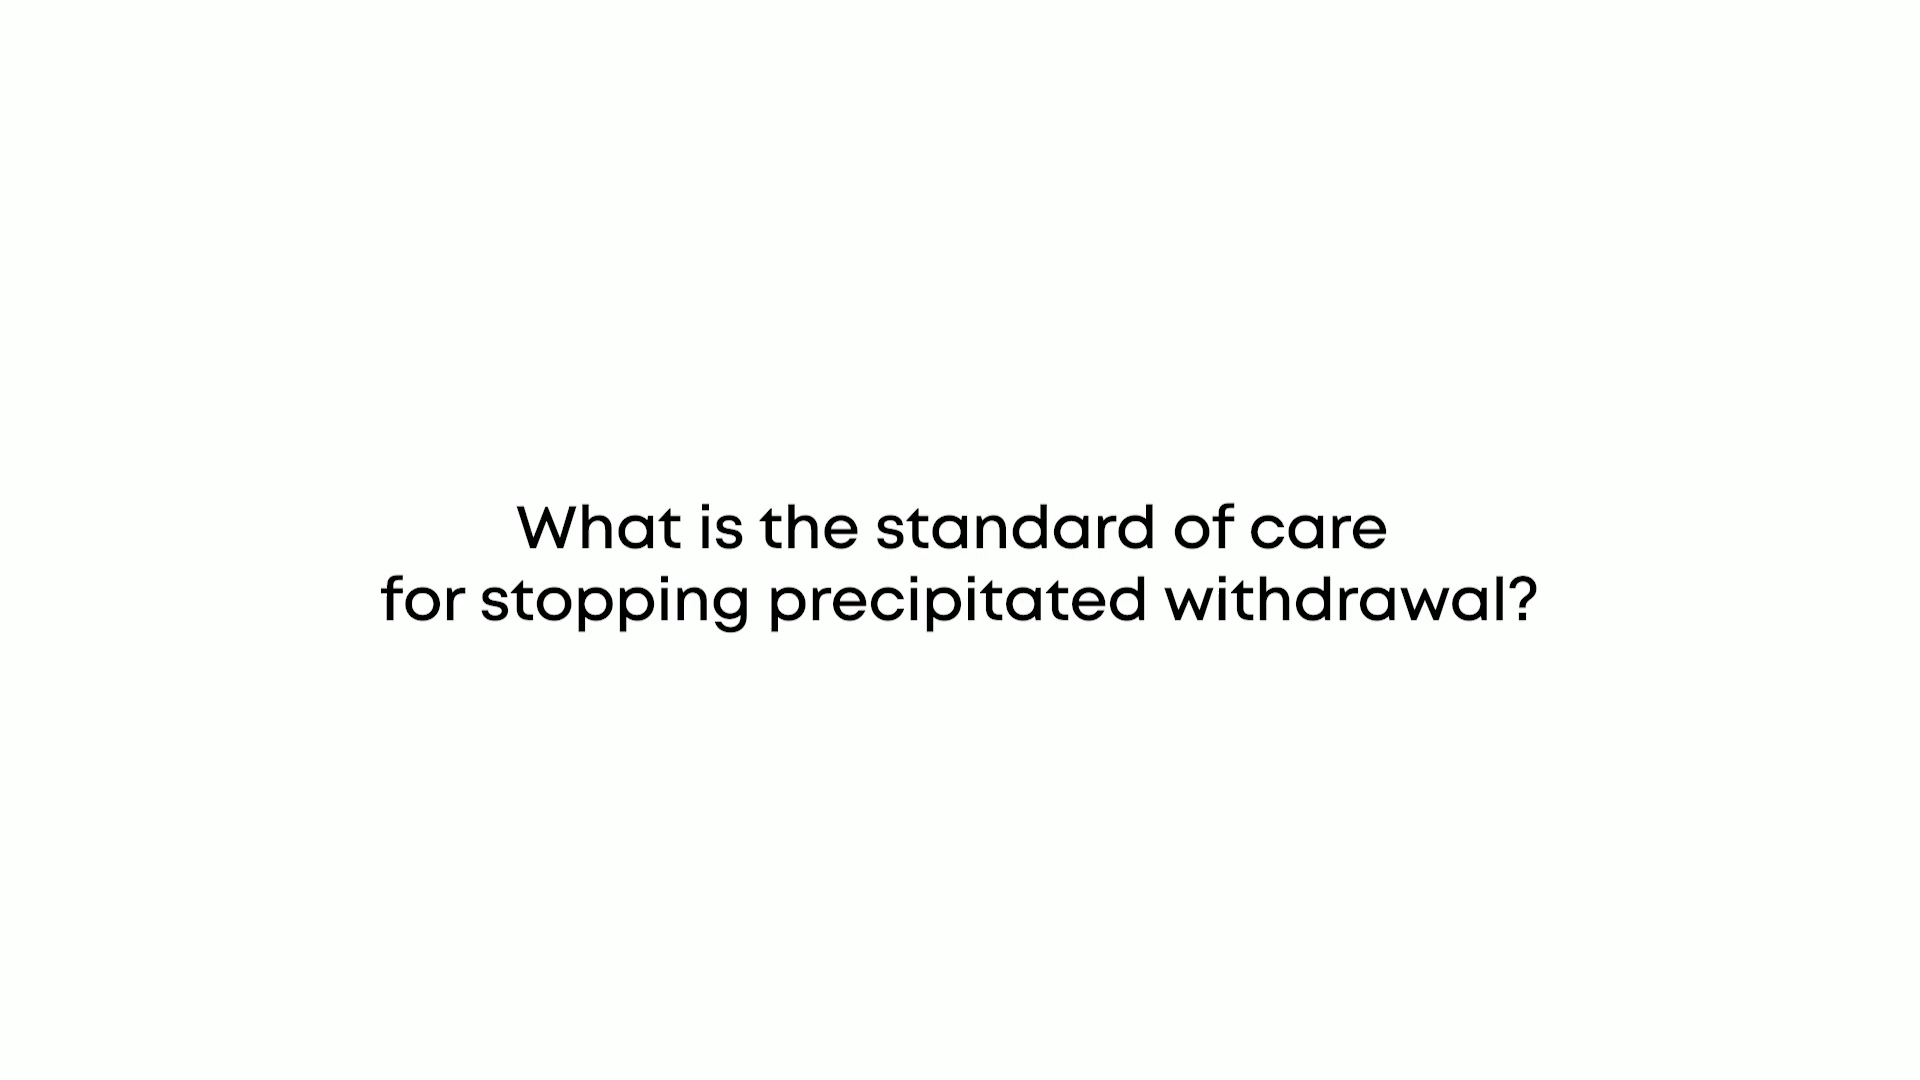 What is the standard of care
for stopping precipitated withdrawal?